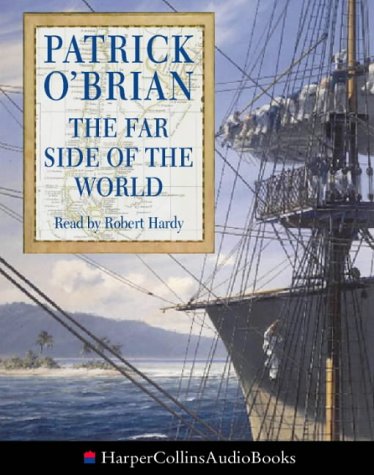 PATRICK
O'BRIAN
THE FAR
SIDE OF THE
WORLD
Read by Robert Hardy
HarperCollinsAudioBooks